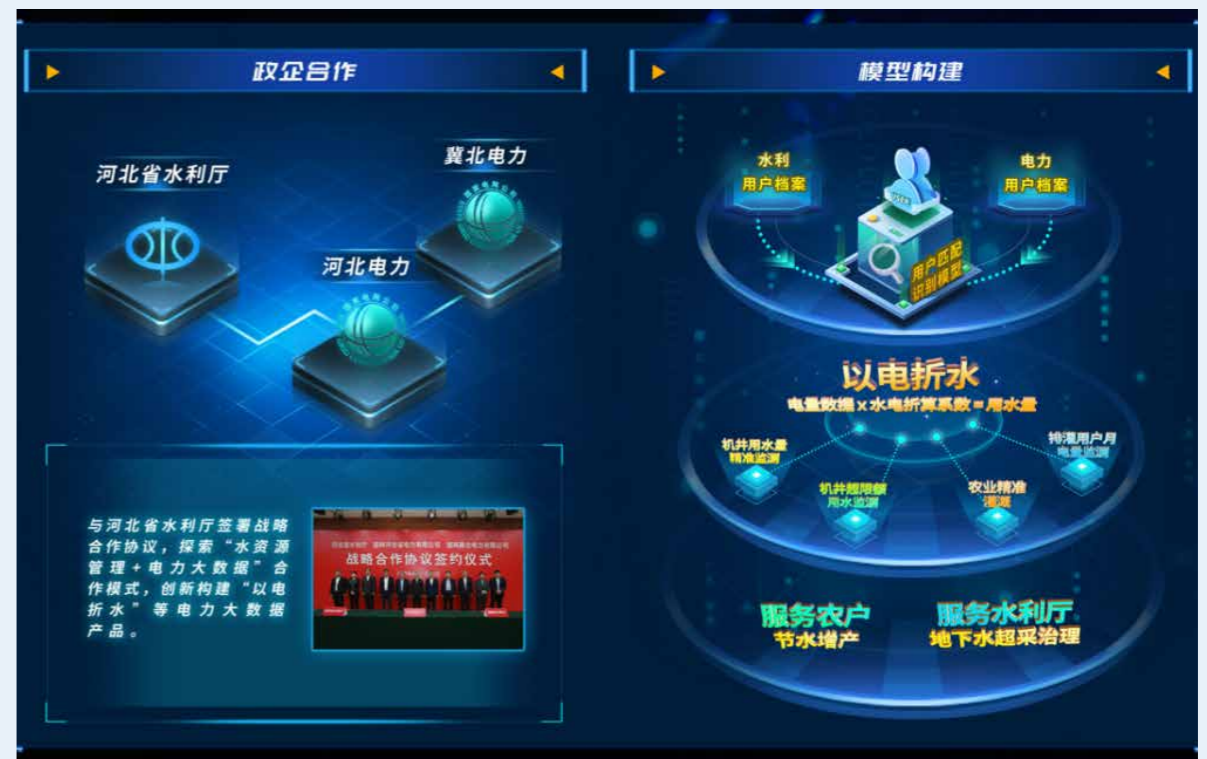 政企合作
河北省水利厅
冀北电力
河北电力
与河北省水利厅签署战略
合作协议，探索“水资源
管理+电力大数据”合
作模式，创新构建“以电
折水”等电力大数据
产品。
战略合作协议签约仪式
模型构建
水利
用户档案
电力
用户档案
USER
用户匹配
识别模型
以电折水
电量数据x水电折算系数=用水量
机井用水量
精准监测
机井超限额
用水监测
农业精准
灌溉
排灌用户月
电量监测
服务农户
节水增产
服务水利厅
地下水超采治理